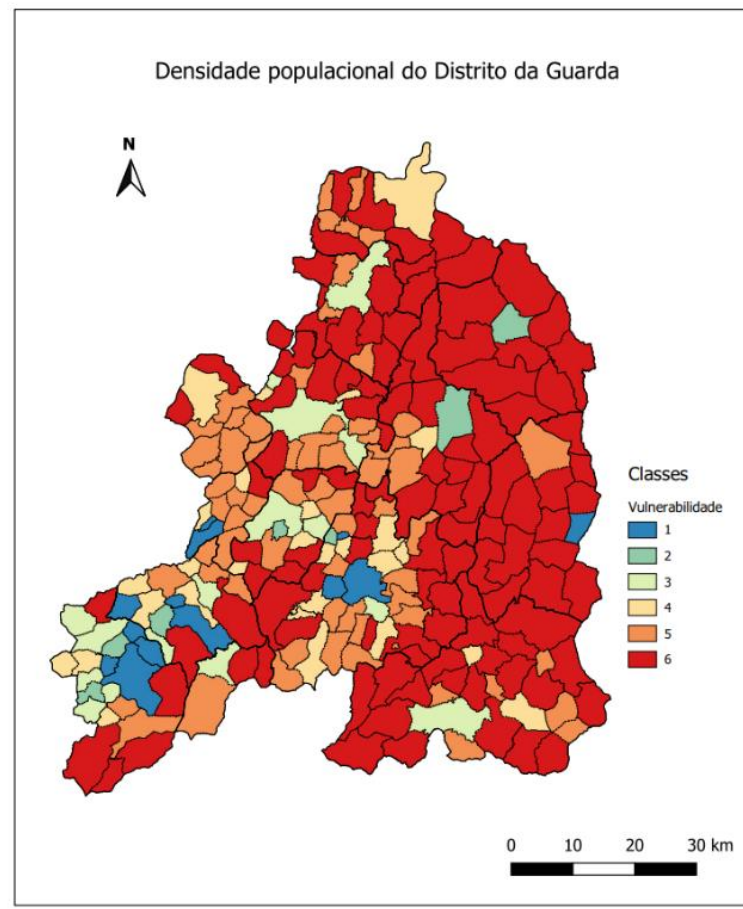 Densidade populacional do Distrito da Guarda
N
Classes
Vulnerabilidade
1
2
3
4
5
6
0 10 20 30 km